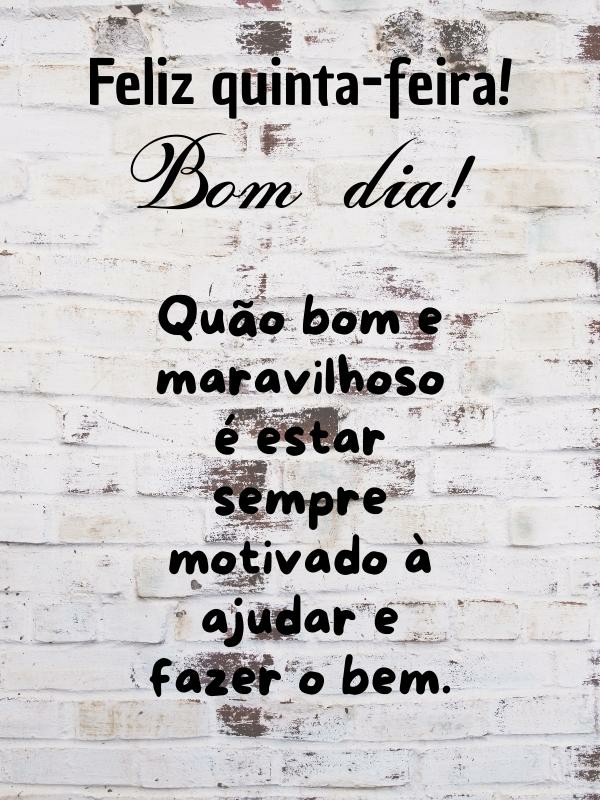 Feliz quinta-feira!
Bom dia!
Quão bom e
maravilhoso
é estar
sempre
motivado à
ajudar e
fazer o bem.